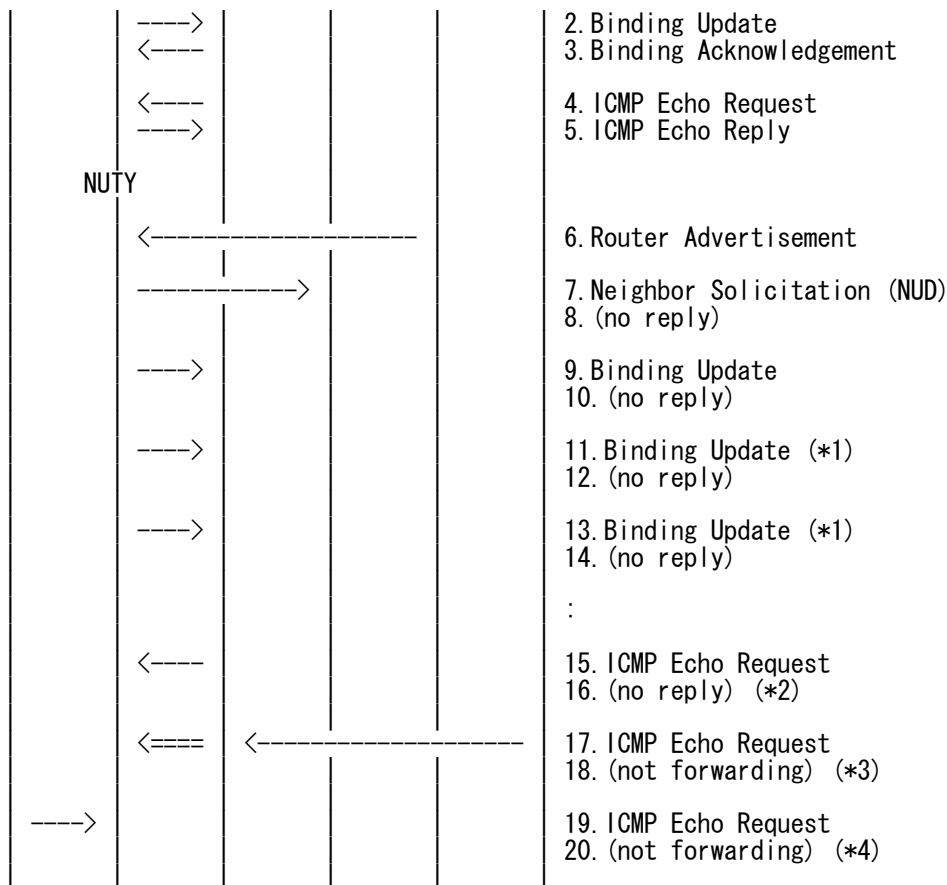 ----> 2.Binding Update
<---- 3.Binding Acknowledgement
<---- 4.ICMP Echo Request
----> 5.ICMP Echo Reply
NUTY
<-------------------- 6.Router Advertisement
------------> 7.Neighbor Solicitation (NUD)
8.(no reply)
----> 9.Binding Update
10.(no reply)
----> 11.Binding Update (*1)
12.(no reply)
----> 13.Binding Update (*1)
14.(no reply)
:
<---- 15.ICMP Echo Request
16.(no reply) (*2)
<==== <-------------------- 17.ICMP Echo Request
18.(not forwarding) (*3)
----> 19.ICMP Echo Request
20.(not forwarding) (*4)